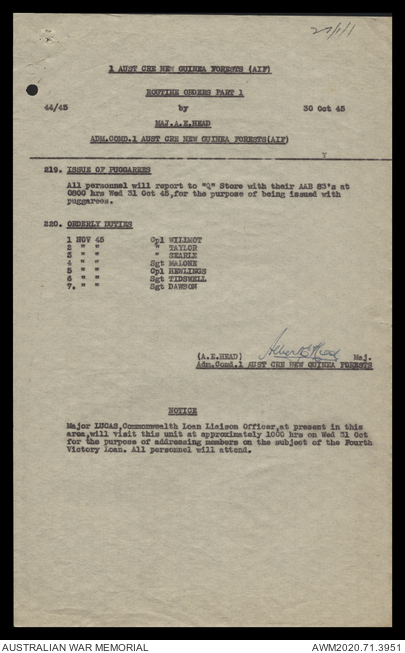 27/1/1
1 AUST CRE NEW GUINEA FORESTS (AIF)
ROUTINE ORDERS PART 1
44/45 by 30 Oct 45
MAJ.A.E.HEAD
ADM.COMD.1 AUST CRE NEW GUINEA FORESTS(AIF)
219. ISSUE OF PUGGAREES
All personnel will report to "Q" Store with their AAB 83's at
0800 hrs Wed 31 Oct 45,for the purpose of being issued with
puggarees.
220. ORDERLY DUTIES
1 NOV 45 Cpl WILLMOT
2 " " " TAYLOR
3 " " " SEARLE
4 " " Sgt MALONE
5 " " Cpl HEWLINGS
6 " " Sgt TIDSWELL
7. " " Sgt DAWSON
(A.E.HEAD) Albert E Head Maj.
Adm.Comd.1 AUST CRE NEW GUINEA FORESTS
NOTICE
Major LUCAS,Commonwealth Loan Liaison Officer,at present in this
area,will visit this unit at approximately 1000 hrs on Wed 31 Oct
for the purpose of addressing members on the subject of the Fourth
Victory Loan. All personnel will attend.
AUSTRALIAN WAR MEMORIAL AWM2020.71.3951